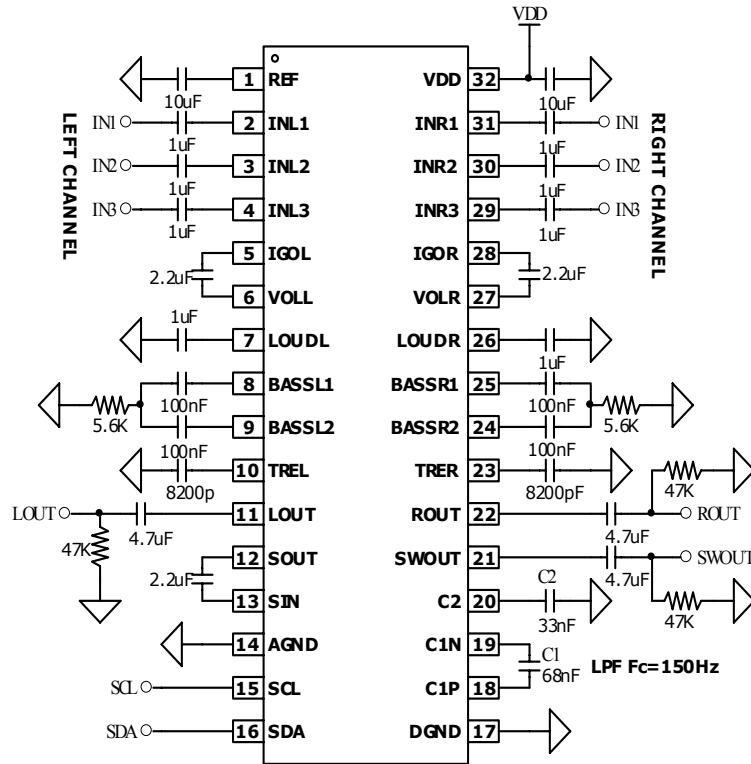 VDD
1 REF VDD 32
10uF 10uF
IN1 2 INL1 INR1 31 IN1
1uF 1uF
IN2 3 INL2 INR2 30 IN2
1uF 1uF
IN3 4 INL3 INR3 29 IN3
1uF 1uF
LEFT CHANNEL
RIGHT CHANNEL
5 IGOL IGOR 28
2.2uF 2.2uF
6 VOLL VOLR 27
1uF
7 LOUDL LOUDR 26
1uF
8 BASSL1 BASSR1 25
100nF 100nF
5.6K 5.6K
9 BASSL2 BASSR2 24
100nF 100nF
10 TREL TRER 23
8200p 8200pF
47K
LOUT 11 LOUT ROUT 22 ROUT
4.7uF 4.7uF
47K
12 SOUT SWOUT 21 SWOUT
2.2uF 4.7uF
C2
13 SIN C2 20
33nF 47K
14 AGND C1N 19
C1
68nF LPF Fc=150Hz
SCL 15 SCL C1P 18
SDA 16 SDA DGND 17